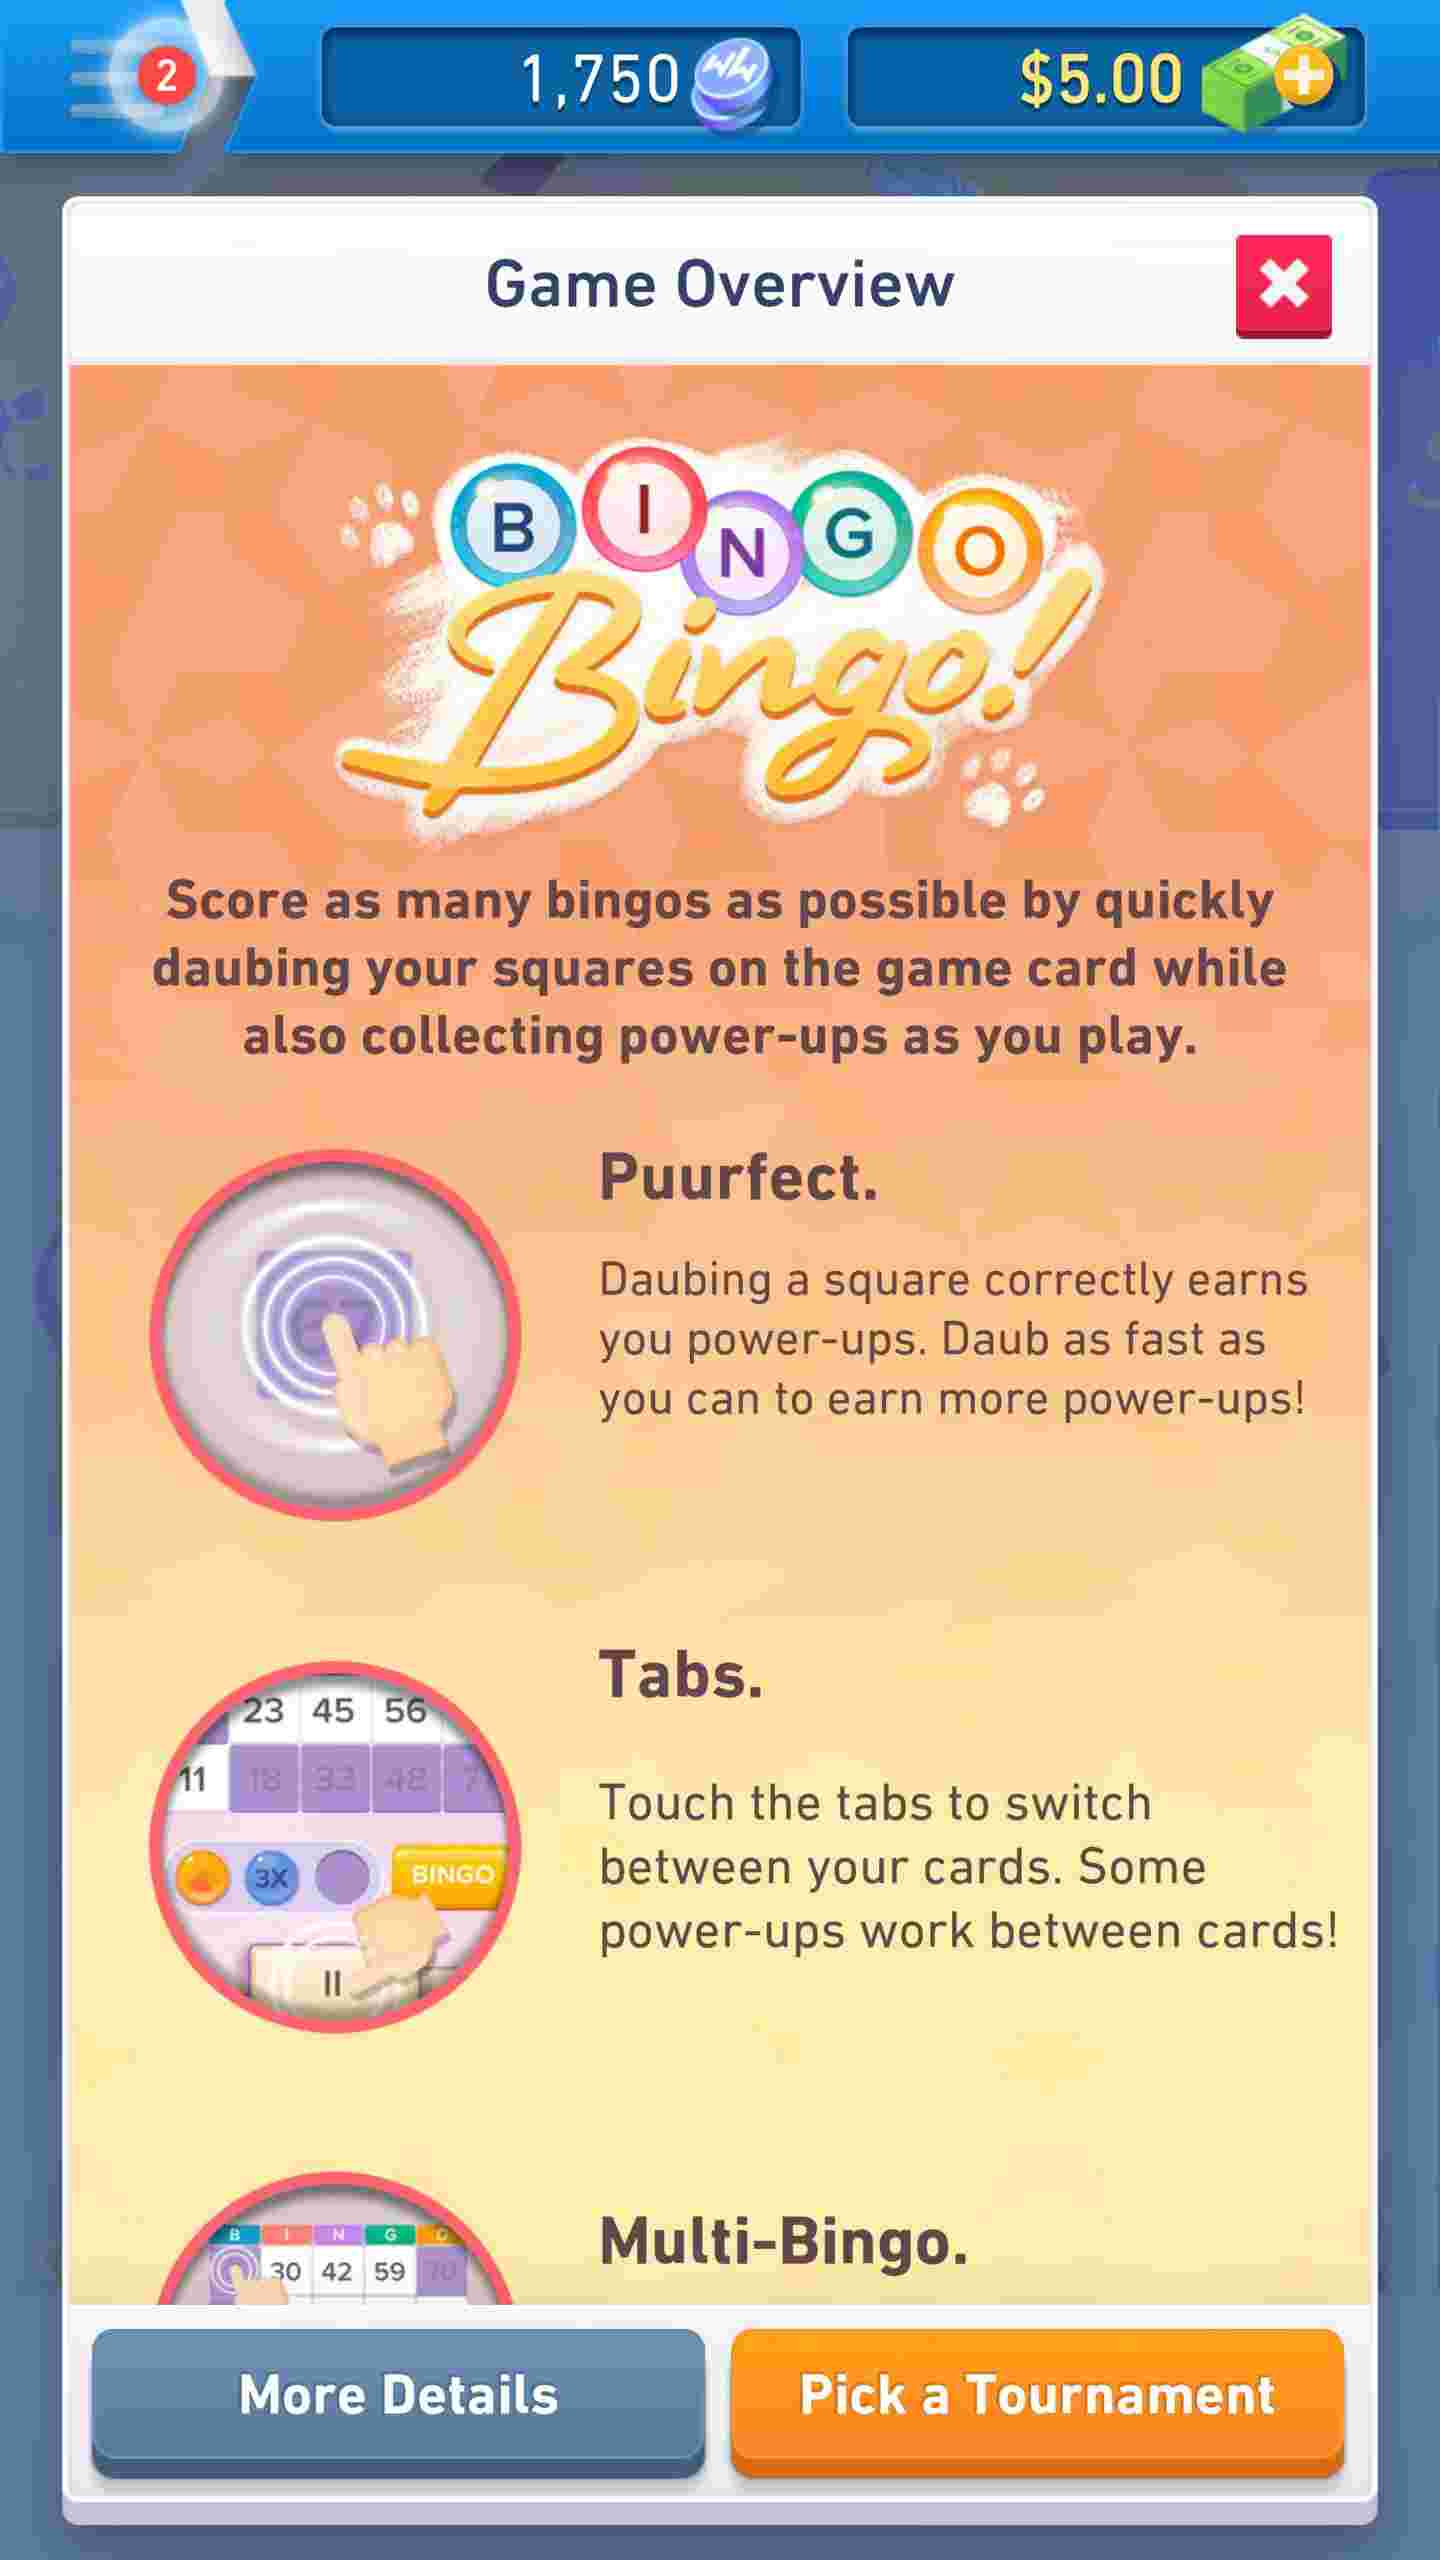 2
1,750
$5.00
Game Overview
BINGO
Bingo!
Score as many bingos as possible by quickly
daubing your squares on the game card while
also collecting power-ups as you play.
Puurfect.
Daubing a square correctly earns
you power-ups. Daub as fast as
you can to earn more power-ups!
23 45 56
11 18 33 48
3X BINGO
II
Tabs.
Touch the tabs to switch
between your cards. Some
power-ups work between cards!
B I N G O
30 42 59 70
Multi-Bingo.
More Details
Pick a Tournament